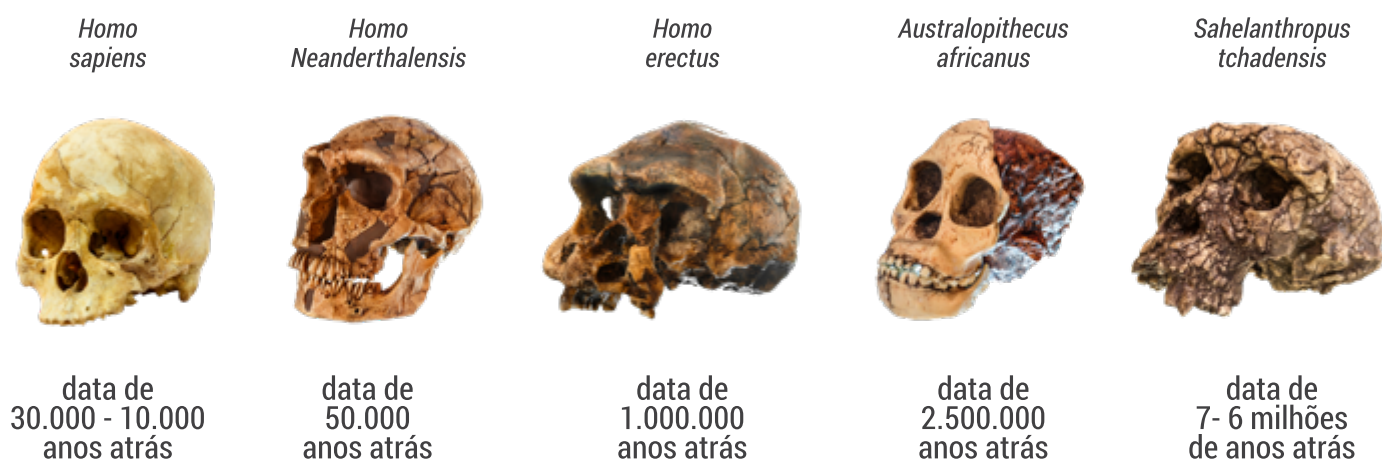 Homo
sapiens
Homo
Neanderthalensis
Homo
erectus
Australopithecus
africanus
Sahelanthropus
tchadensis
data de
30.000 - 10.000
anos atrás
data de
50.000
anos atrás
data de
1.000.000
anos atrás
data de
2.500.000
anos atrás
data de
7- 6 milhões
de anos atrás